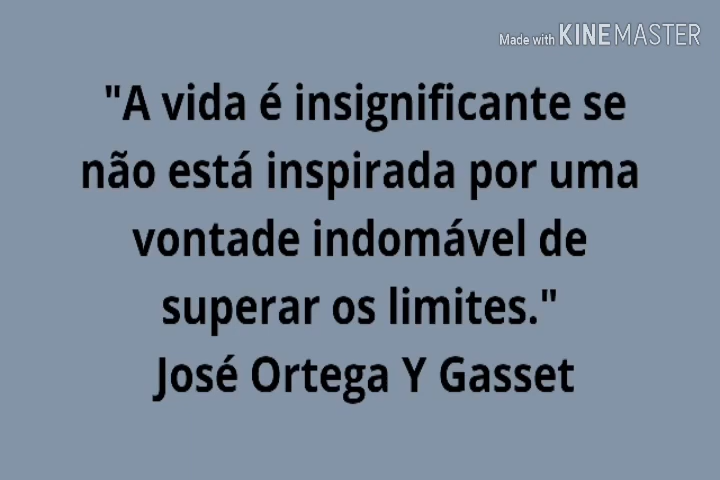 Made with KINEMASTER
"A vida é insignificante se
não está inspirada por uma
vontade indomável de
superar os limites."
José Ortega Y Gasset